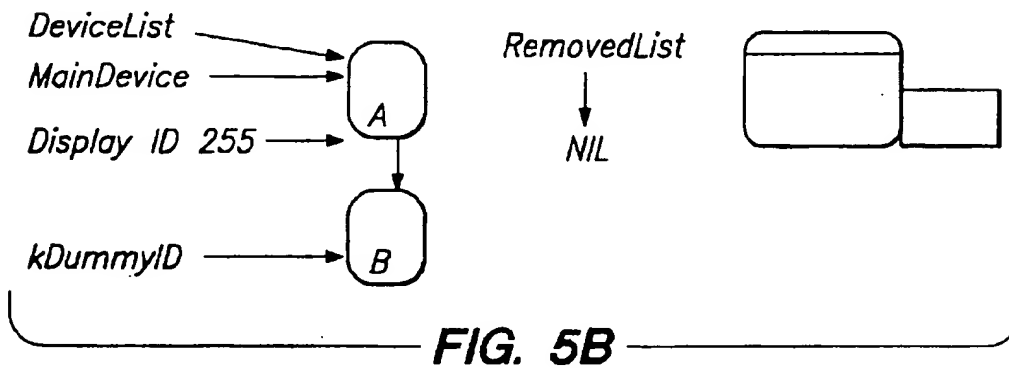 DeviceList
MainDevice
Display ID 255
kDummyID
A
B
RemovedList
NIL
FIG. 5B